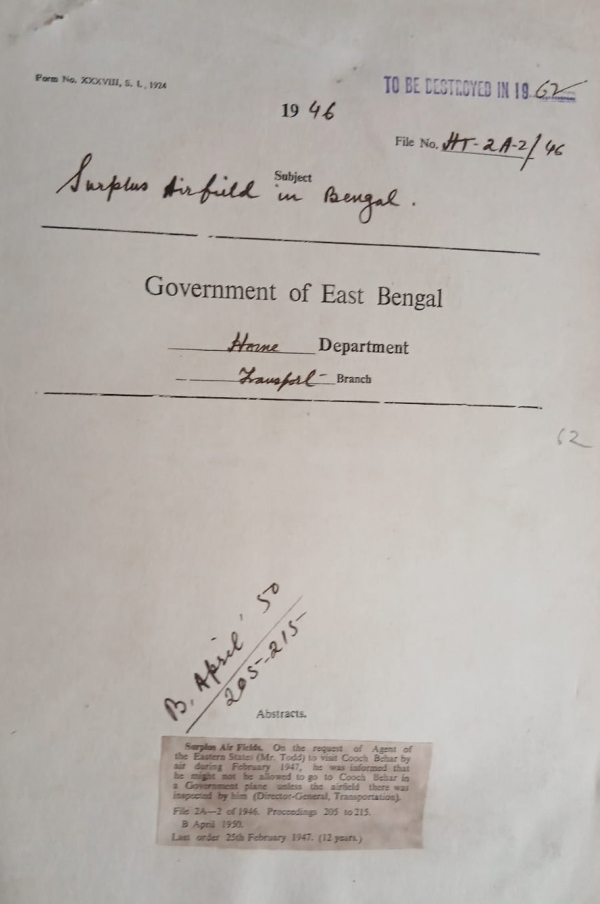 Form No. XXXVIII, S. I., 1924
TO BE DESTROYED IN 1962
1946
File No. HT-2A-2/46
Subject
Surplus Airfield in Bengal.
Government of East Bengal
Home Department
Transport Branch
62
B, April '50
205-215
Abstracts.
Surplus Air Fields. On the request of Agent of
the Eastern States (Mr. Todd) to visit Cooch Behar by
air during February 1947, he was informed that
he might not be allowed to go to Cooch Behar in
a Government plane unless the airfield there was
inspected by him (Director-General, Transportation).
File 2A—2 of 1946. Proceedings 205 to 215.
B April 1950.
Last order 25th February 1947. (12 years.)